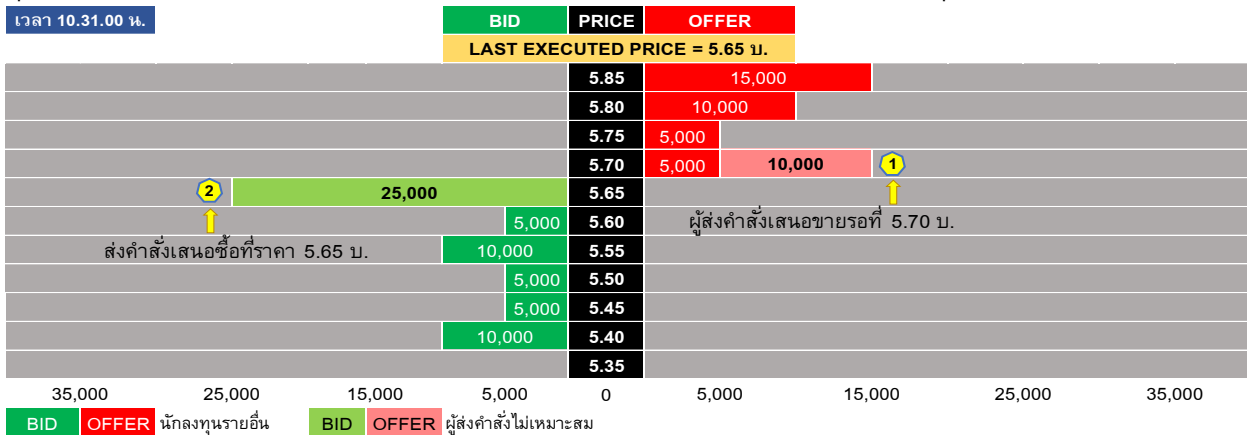 เวลา 10.31.00 น. BID PRICE OFFER
LAST EXECUTED PRICE = 5.65 บ.
5.85 15,000
5.80 10,000
5.75 5,000
5.70 5,000 10,000 1
2 25,000 5.65
5,000 5.60 ผู้ส่งคำสั่งเสนอขายรอที่ 5.70 บ.
ส่งคำสั่งเสนอซื้อที่ราคา 5.65 บ. 10,000 5.55
5,000 5.50
5,000 5.45
10,000 5.40
5.35
35,000 25,000 15,000 5,000 0 5,000 15,000 25,000 35,000
BID OFFER นักลงทุนรายอื่น BID OFFER ผู้ส่งคำสั่งไม่เหมาะสม